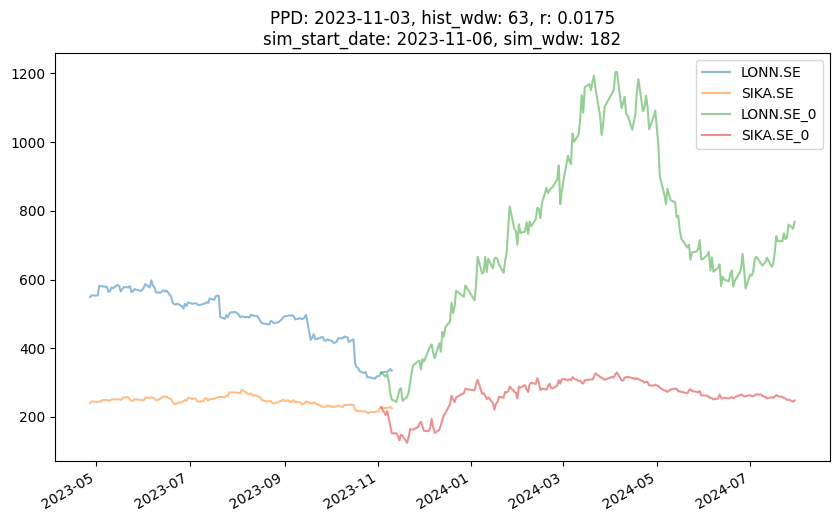 PPD: 2023-11-03, hist_wdw: 63, r: 0.0175
sim_start_date: 2023-11-06, sim_wdw: 182
1200
1000
800
600
400
200
LONN.SE
SIKA.SE
LONN.SE_0
SIKA.SE_0
2023-05
2023-07
2023-09
2023-11
2024-01
2024-03
2024-05
2024-07